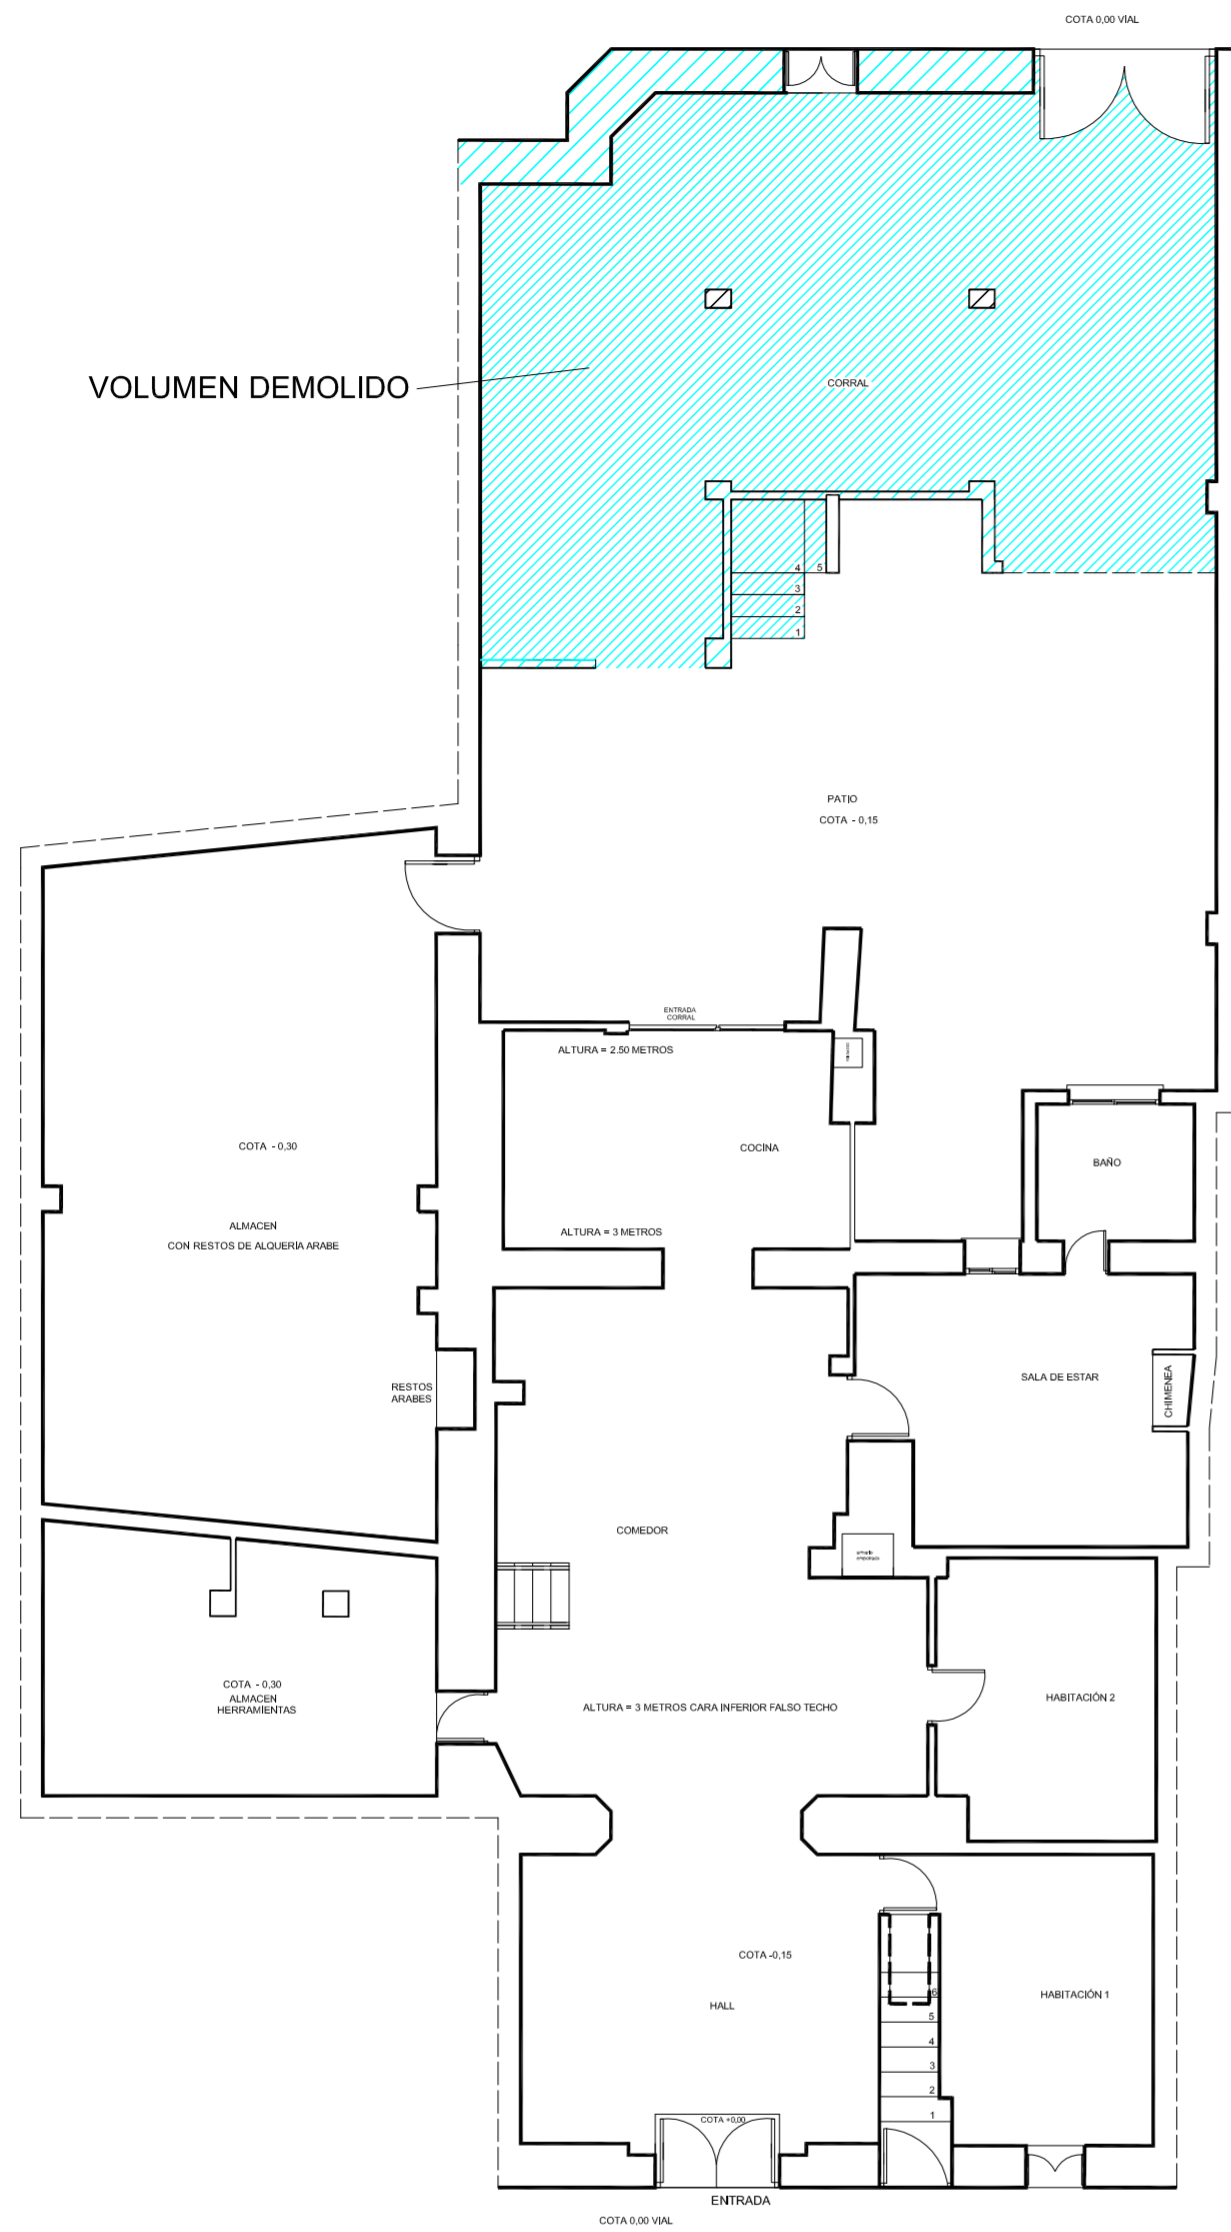 COTA 0,00 VIAL
VOLUMEN DEMOLIDO
CORRAL
4 5
3
2
1
PATIO
COTA - 0,15
ENTRADA
CORRAL
ALTURA = 2.50 METROS
COTA - 0,30
COCINA
BAÑO
ALMACEN
CON RESTOS DE ALQUERÍA ARABE
ALTURA = 3 METROS
RESTOS
ARABES
SALA DE ESTAR
CHIMENEA
COMEDOR
COTA - 0,30
ALMACEN
HERRAMIENTAS
ALTURA = 3 METROS CARA INFERIOR FALSO TECHO
HABITACIÓN 2
COTA -0,15
HALL
HABITACIÓN 1
6
5
4
3
2
1
COTA +0,00
ENTRADA
COTA 0,00 VIAL